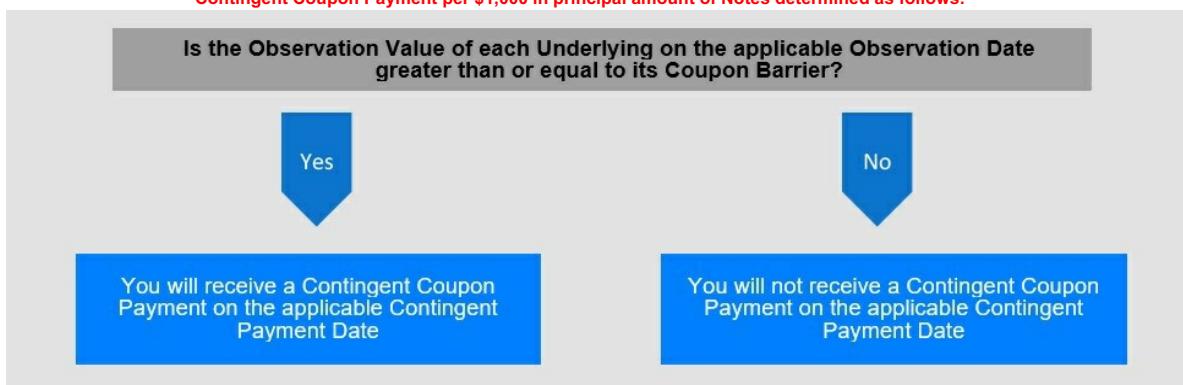 Contingent Coupon Payment per $1,000 in principal amount of Notes determined as follows:
Is the Observation Value of each Underlying on the applicable Observation Date
greater than or equal to its Coupon Barrier?
Yes
No
You will receive a Contingent Coupon
Payment on the applicable Contingent
Payment Date
You will not receive a Contingent Coupon
Payment on the applicable Contingent
Payment Date